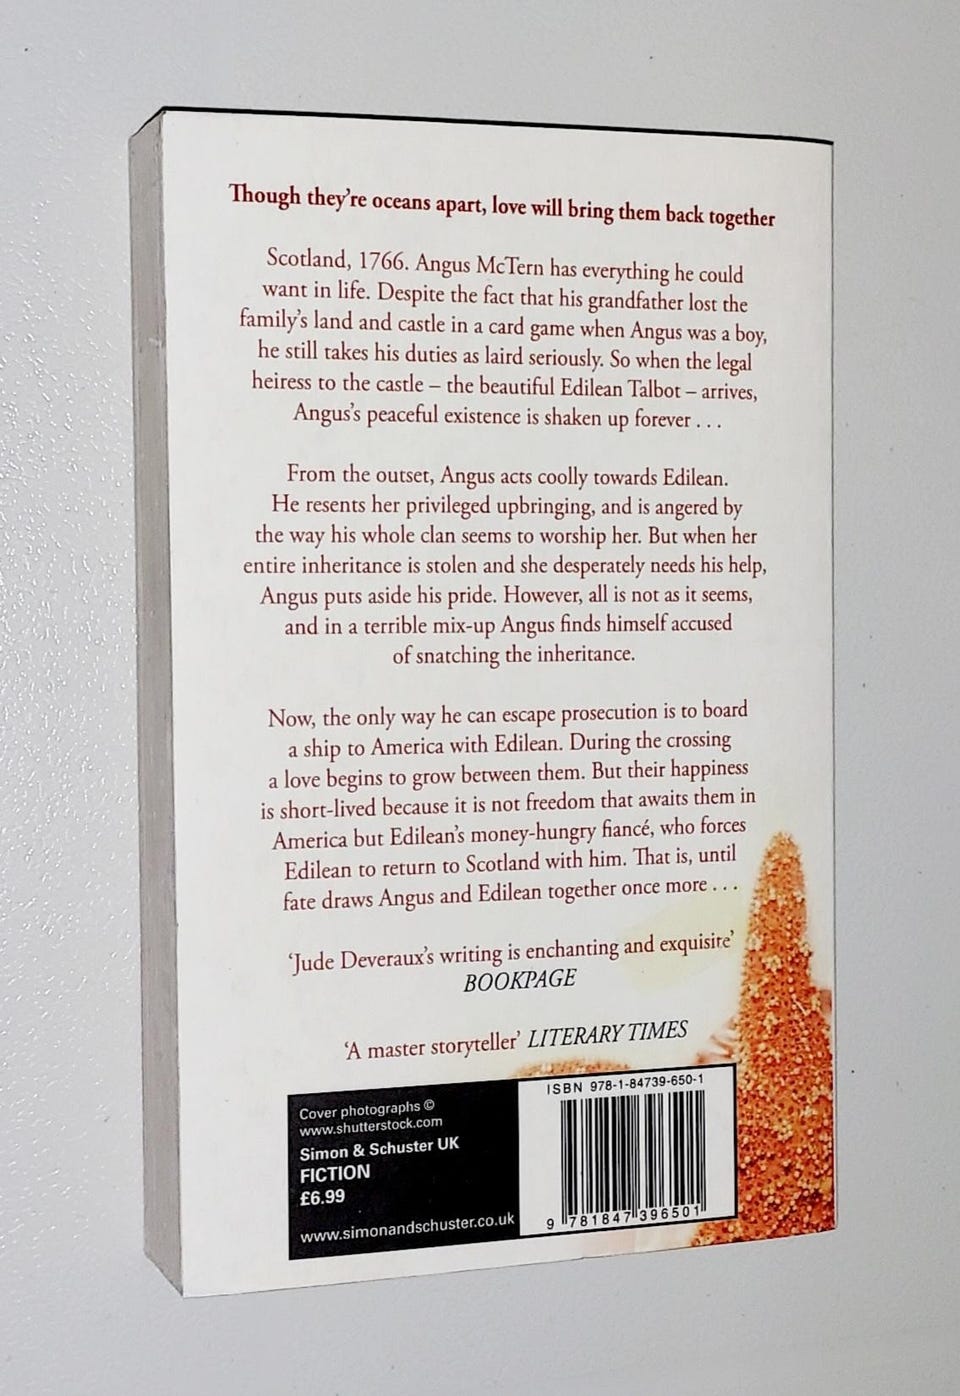 Though they're oceans apart, love will bring them back together
Scotland, 1766. Angus McTern has everything he could
want in life. Despite the fact that his grandfather lost the
family's land and castle in a card game when Angus was a boy,
he still takes his duties as laird seriously. So when the legal
heiress to the castle – the beautiful Edilean Talbot – arrives,
Angus's peaceful existence is shaken up forever . . .
From the outset, Angus acts coolly towards Edilean.
He resents her privileged upbringing, and is angered by
the way his whole clan seems to worship her. But when her
entire inheritance is stolen and she desperately needs his help,
Angus puts aside his pride. However, all is not as it seems,
and in a terrible mix-up Angus finds himself accused
of snatching the inheritance.
Now, the only way he can escape prosecution is to board
a ship to America with Edilean. During the crossing
a love begins to grow between them. But their happiness
is short-lived because it is not freedom that awaits them in
America but Edilean's money-hungry fiancé, who forces
Edilean to return to Scotland with him. That is, until
fate draws Angus and Edilean together once more . . .
'Jude Deveraux's writing is enchanting and exquisite'
BOOKPAGE
'A master storyteller' LITERARY TIMES
Cover photographs ©
www.shutterstock.com
Simon & Schuster UK
FICTION
£6.99
www.simonandschuster.co.uk
ISBN 978-1-84739-650-1
9 781847 396501